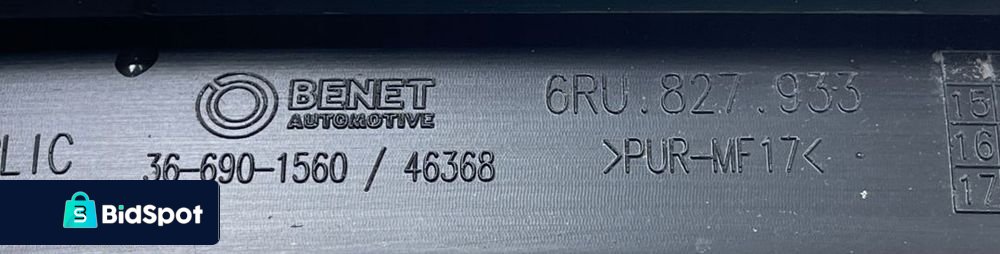 BENET
AUTOMOTIVE
6RU.827.933
LIC
36-690-1560 / 46368
>PUR-MF17<
15
16
17
BidSpot